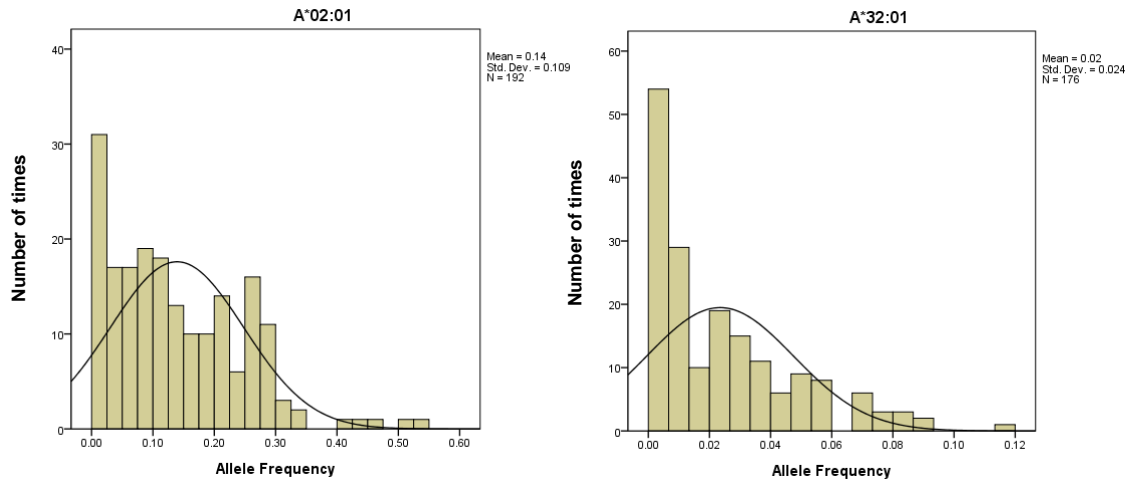 A*02:01
Mean = 0.14
Std. Dev. = 0.109
N = 192
Number of times
40
30
20
10
0
0.00 0.10 0.20 0.30 0.40 0.50 0.60
Allele Frequency
A*32:01
Mean = 0.02
Std. Dev. = 0.024
N = 176
Number of times
60
50
40
30
20
10
0
0.00 0.02 0.04 0.06 0.08 0.10 0.12
Allele Frequency